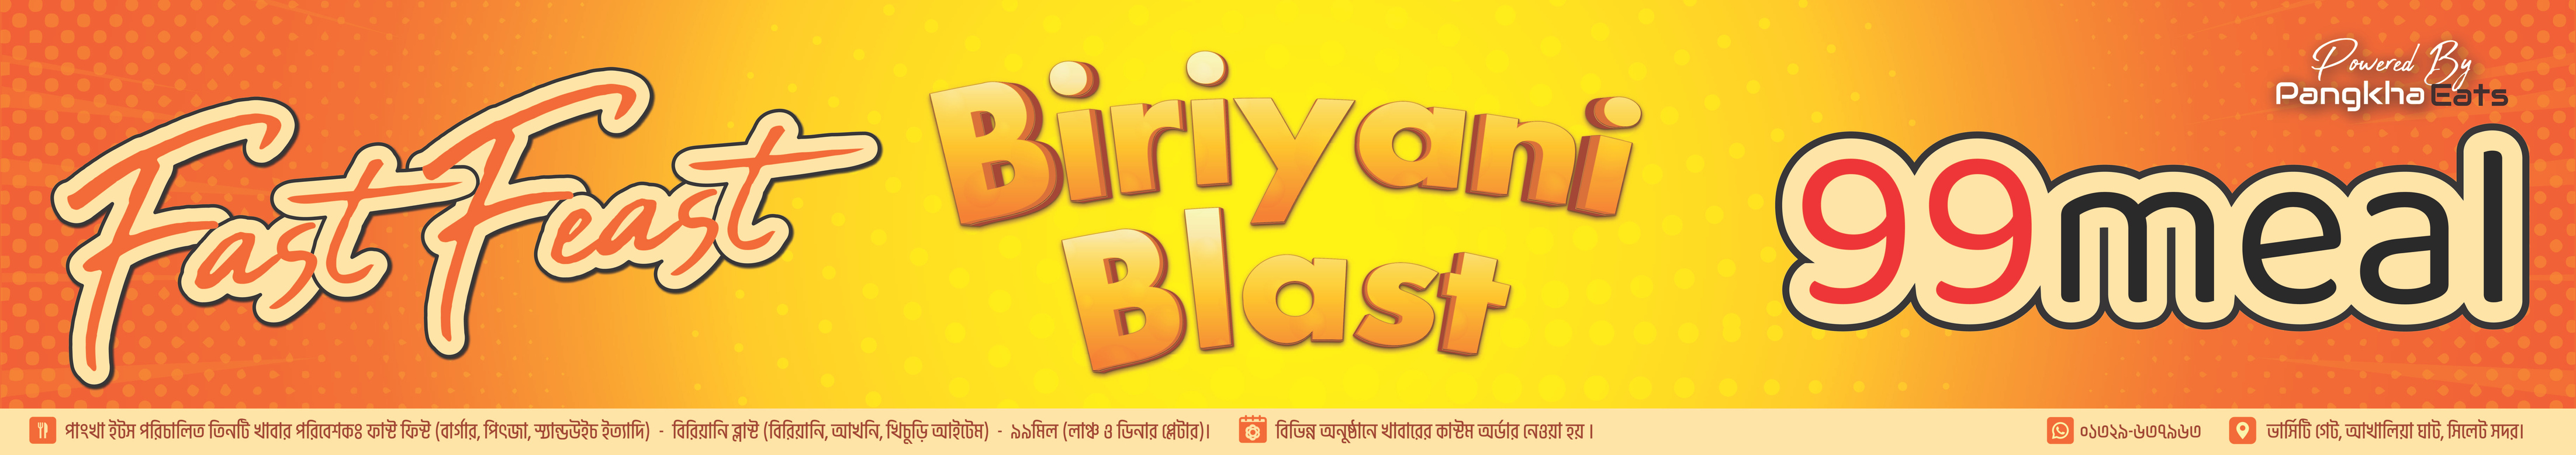 Fast Feast
Biriyani
Blast
Powered By
Pangkha Eats
99meal
পাংখা ইটস পরিচালিত তিনটি খাবার পরিবেশকঃ ফাস্ট ফিস্ট (বার্গার, পিৎজা, স্যান্ডউইচ ইত্যাদি) - বিরিয়ানি ব্লাস্ট (বিরিয়ানি, আখনি, খিচুড়ি আইটেম) - ৯৯মিল (লাঞ্চ ও ডিনার প্লেটার)।
বিভিন্ন অনুষ্ঠানে খাবারের কাস্টম অর্ডার নেওয়া হয় ।
০১৩২৯-৬৩৭৯৬৩
ভার্সিটি গেট, আখালিয়া ঘাট, সিলেট সদর।